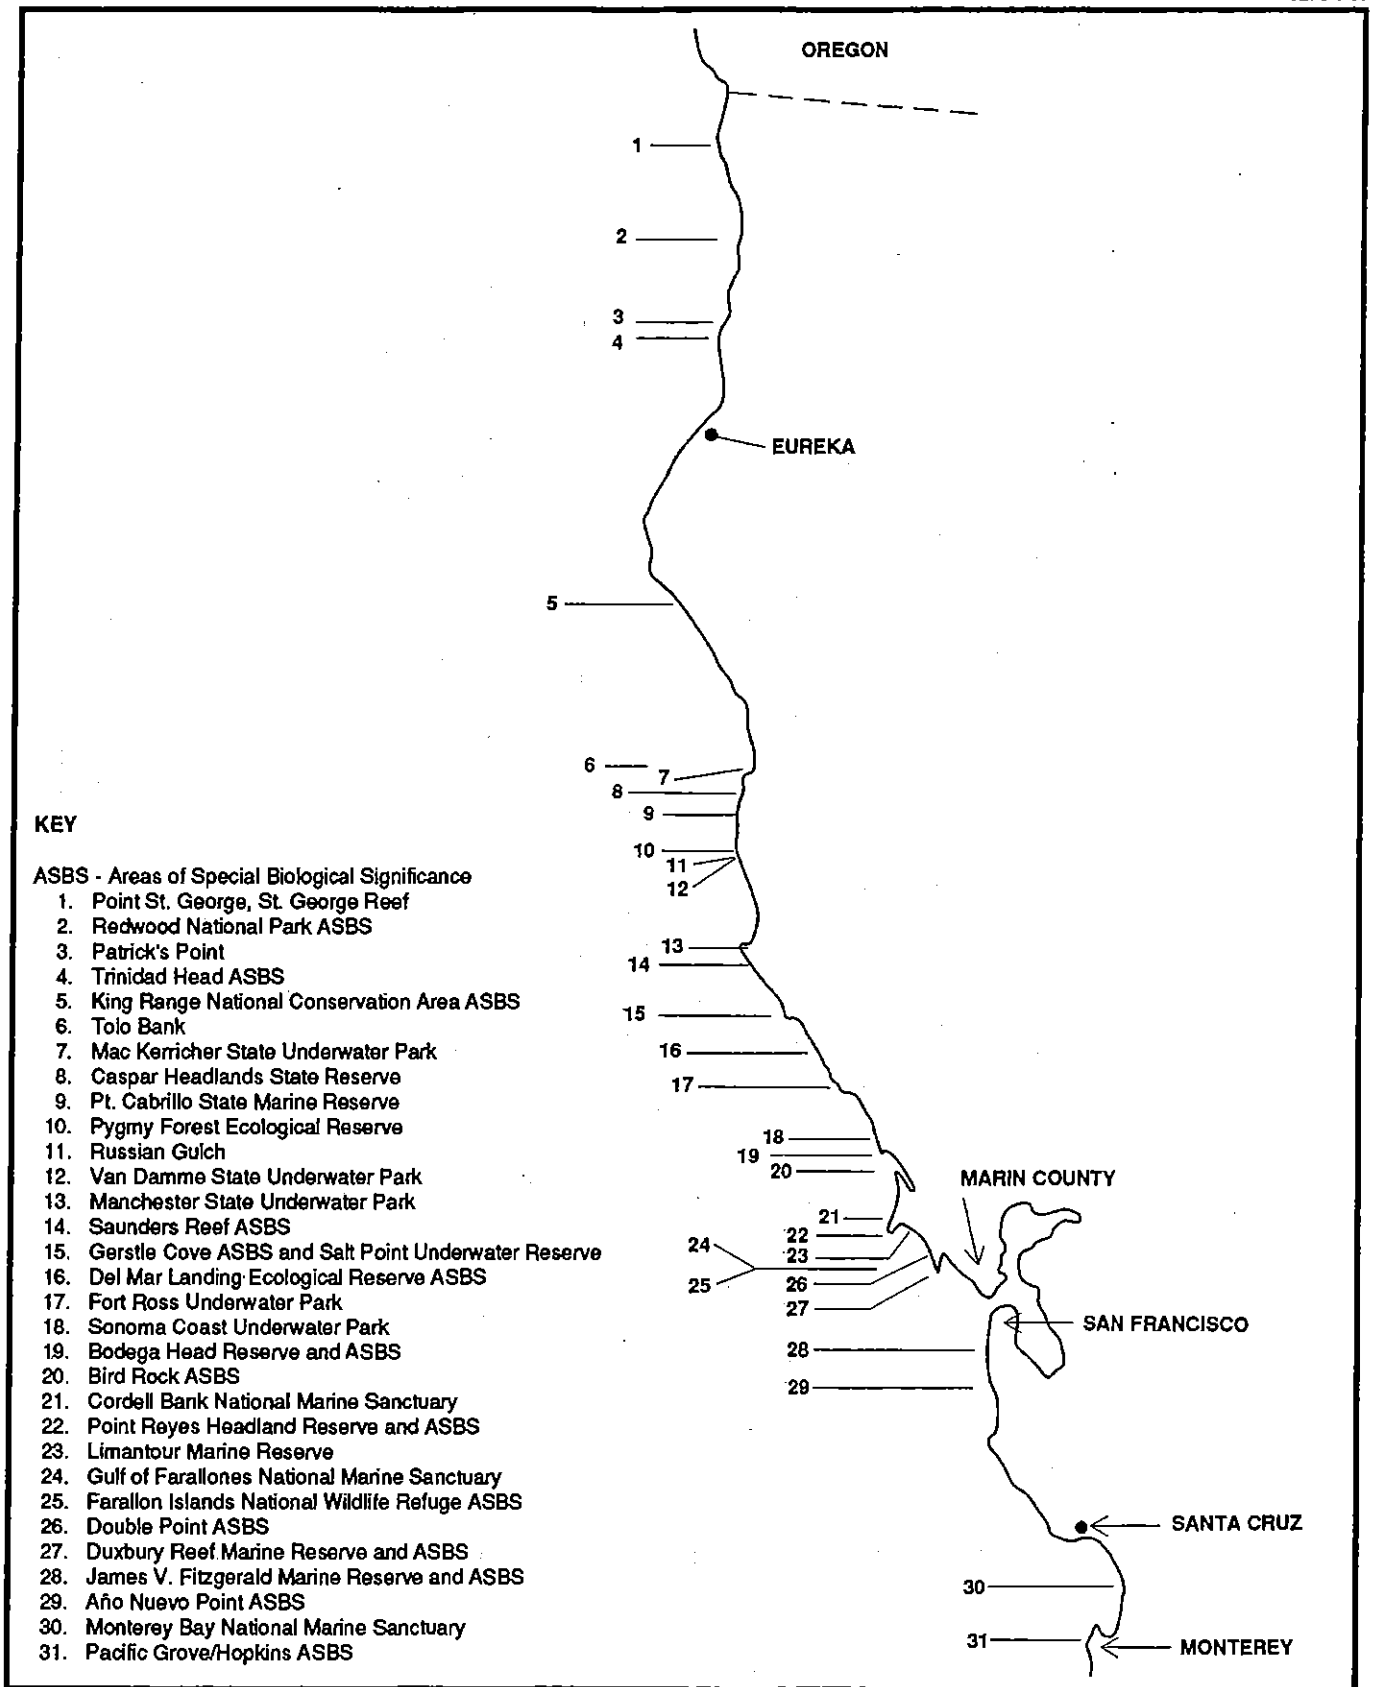 OREGON
1
2
3
4
EUREKA
5
6
7
8
9
10
11
12
13
14
15
16
17
18
19
20
MARIN COUNTY
21
22
23
24
25
26
27
SAN FRANCISCO
28
29
SANTA CRUZ
30
31
MONTEREY
KEY
ASBS - Areas of Special Biological Significance
1. Point St. George, St. George Reef
2. Redwood National Park ASBS
3. Patrick's Point
4. Trinidad Head ASBS
5. King Range National Conservation Area ASBS
6. Tolo Bank
7. Mac Kerricher State Underwater Park
8. Caspar Headlands State Reserve
9. Pt. Cabrillo State Marine Reserve
10. Pygmy Forest Ecological Reserve
11. Russian Gulch
12. Van Damme State Underwater Park
13. Manchester State Underwater Park
14. Saunders Reef ASBS
15. Gerstle Cove ASBS and Salt Point Underwater Reserve
16. Del Mar Landing Ecological Reserve ASBS
17. Fort Ross Underwater Park
18. Sonoma Coast Underwater Park
19. Bodega Head Reserve and ASBS
20. Bird Rock ASBS
21. Cordell Bank National Marine Sanctuary
22. Point Reyes Headland Reserve and ASBS
23. Limantour Marine Reserve
24. Gulf of Farallones National Marine Sanctuary
25. Farallon Islands National Wildlife Refuge ASBS
26. Double Point ASBS
27. Duxbury Reef Marine Reserve and ASBS
28. James V. Fitzgerald Marine Reserve and ASBS
29. Año Nuevo Point ASBS
30. Monterey Bay National Marine Sanctuary
31. Pacific Grove/Hopkins ASBS